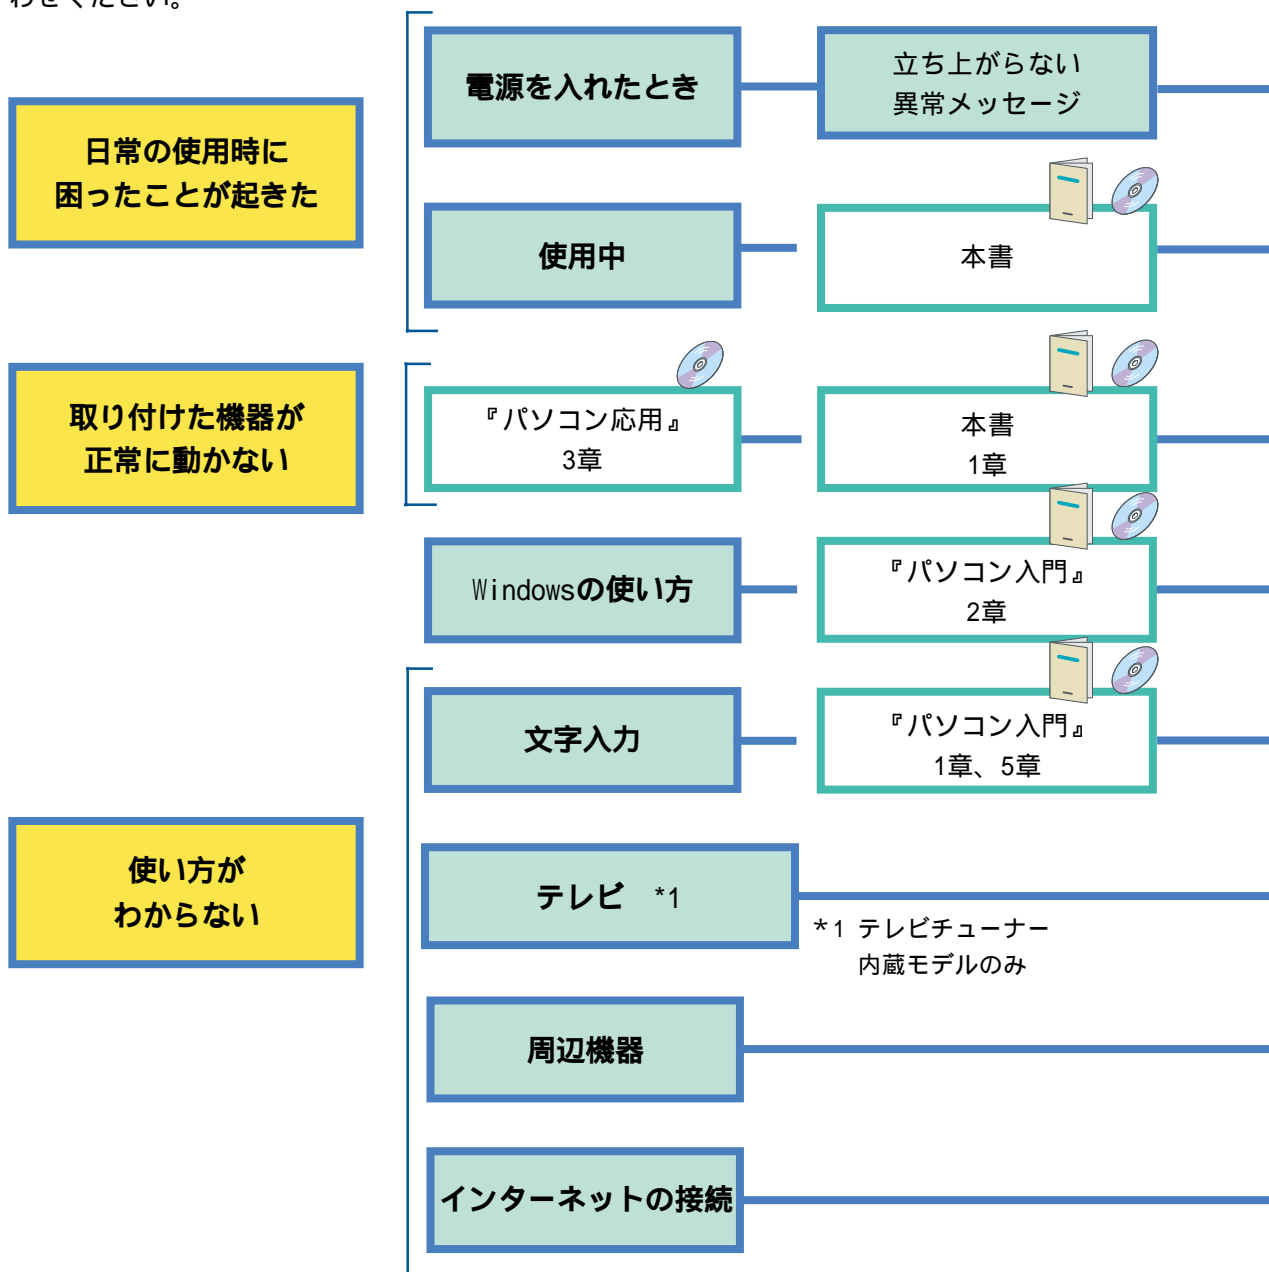 わせください。
電源を入れたとき
立ち上がらない
異常メッセージ
日常の使用時に
困ったことが起きた
使用中
本書
取り付けた機器が
正常に動かない
『パソコン応用』
3章
本書
1章
Windowsの使い方
『パソコン入門』
2章
文字入力
『パソコン入門』
1章、5章
使い方が
わからない
テレビ *1
*1 テレビチューナー
内蔵モデルのみ
周辺機器
インターネットの接続